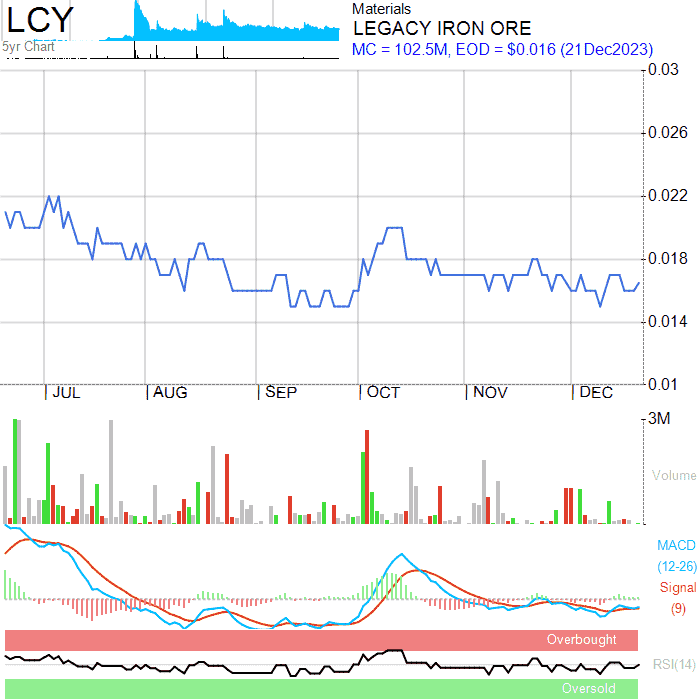 LCY
5yr Chart
Materials
LEGACY IRON ORE
MC = 102.5M, EOD = $0.016 (21Dec2023)
0.03
0.026
0.022
0.018
0.014
0.01
JUL
AUG
SEP
OCT
NOV
DEC
3M
Volume
MACD
(12-26)
Signal
(9)
Overbought
RSI(14)
Oversold